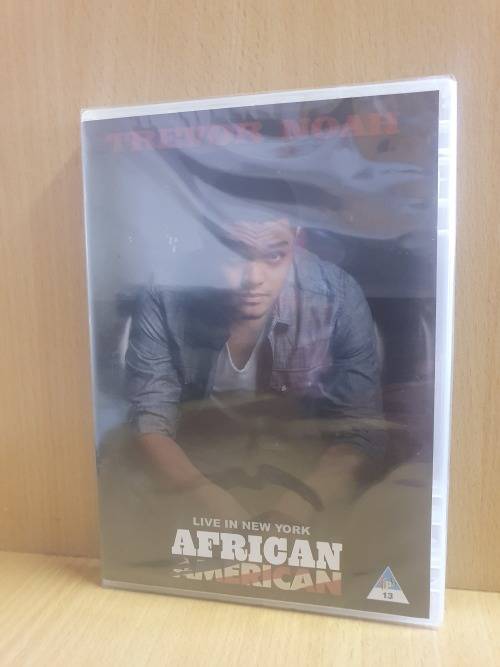 TREVOR NOAH
LIVE IN NEW YORK
AFRICAN
AMERICAN
13